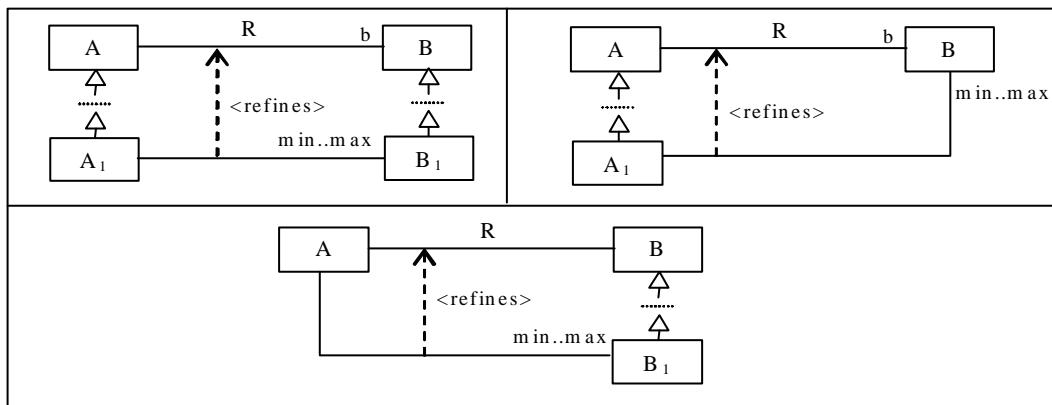 R
A
b
B
<refines>
min..max
A1
B1
R
A
b
B
min..max
<refines>
A1
R
A
B
<refines>
min..max
B1